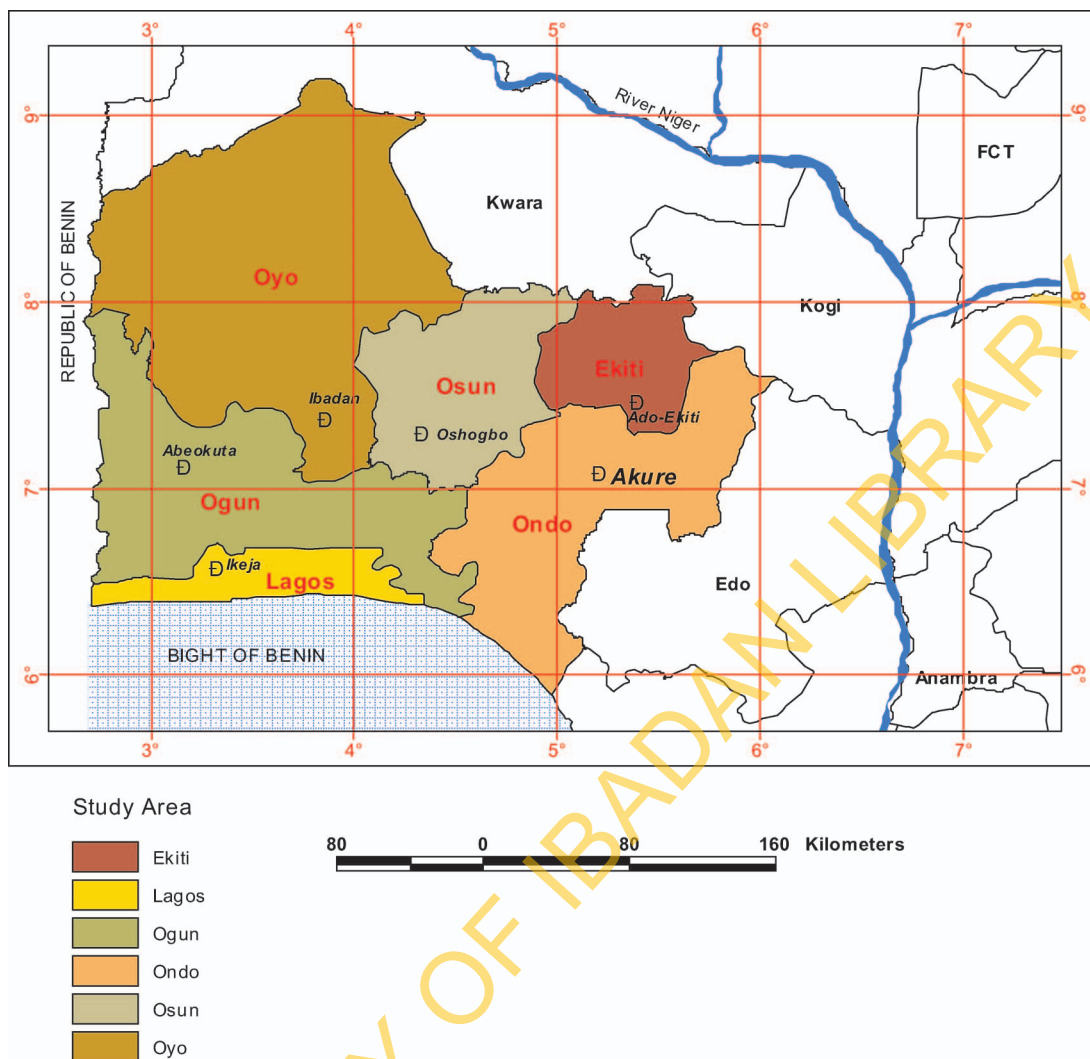 3° 4° 5° 6° 7°
9° 9°
River Niger
FCT
Kwara
REPUBLIC OF BENIN
Oyo
8° 8°
Kogi
Ekiti
Osun
Ibadan
Đ
Đ
Ado-Ekiti
Đ Oshogbo
Abeokuta
Đ
Đ Akure
7° 7°
Ogun
Ondo
Đ Ikeja
Lagos
Edo
BIGHT OF BENIN
6° 6°
Anambra
3° 4° 5° 6° 7°
Study Area
Ekiti
Lagos
Ogun
Ondo
Osun
Oyo
80 0 80 160 Kilometers
Y OF IBADAN LIBRARY